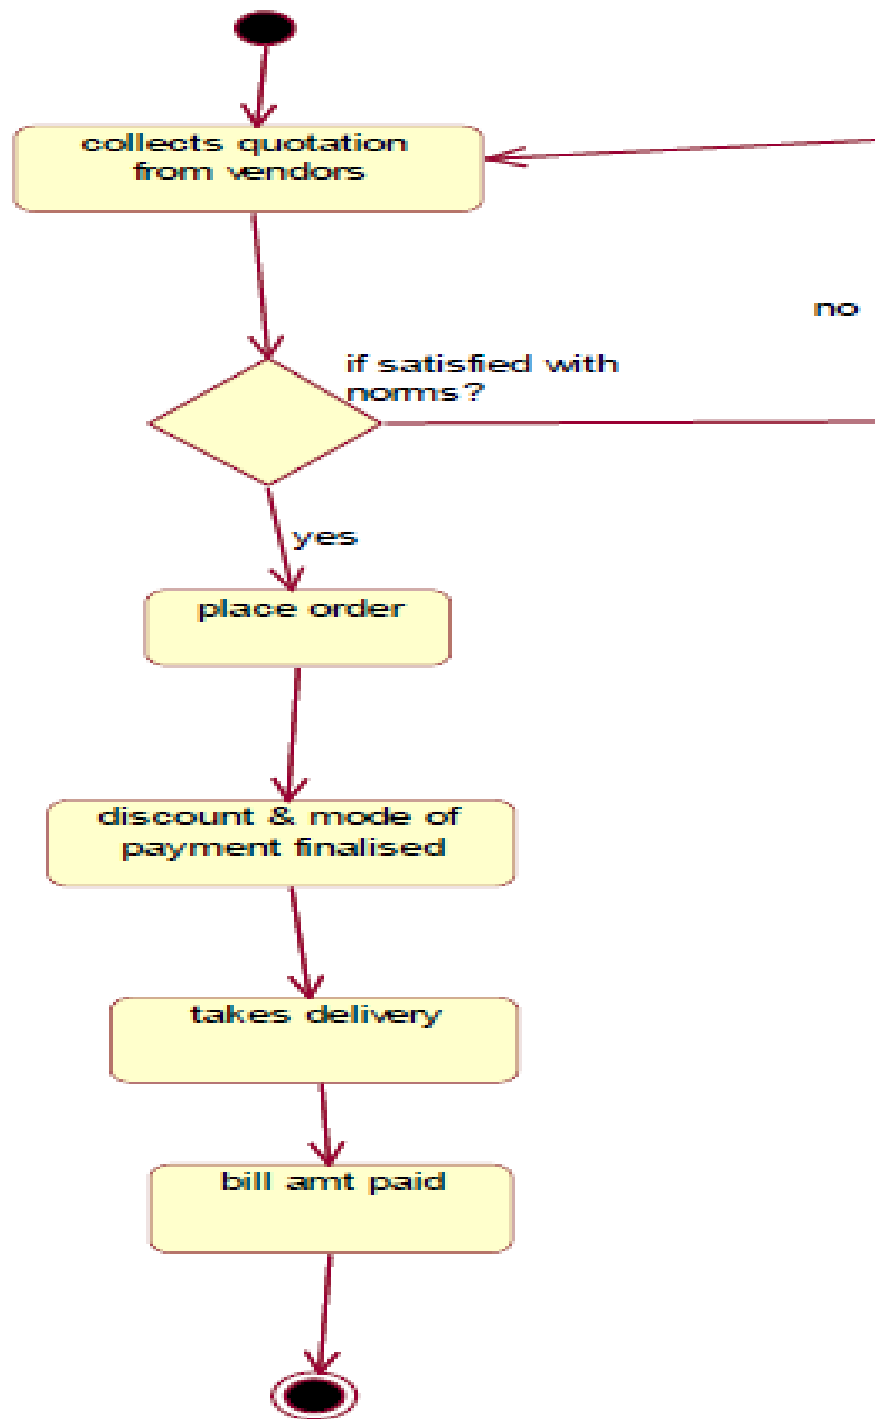 collects quotation
from vendors
no
if satisfied with
norms?
yes
place order
discount & mode of
payment finalised
takes delivery
bill amt paid